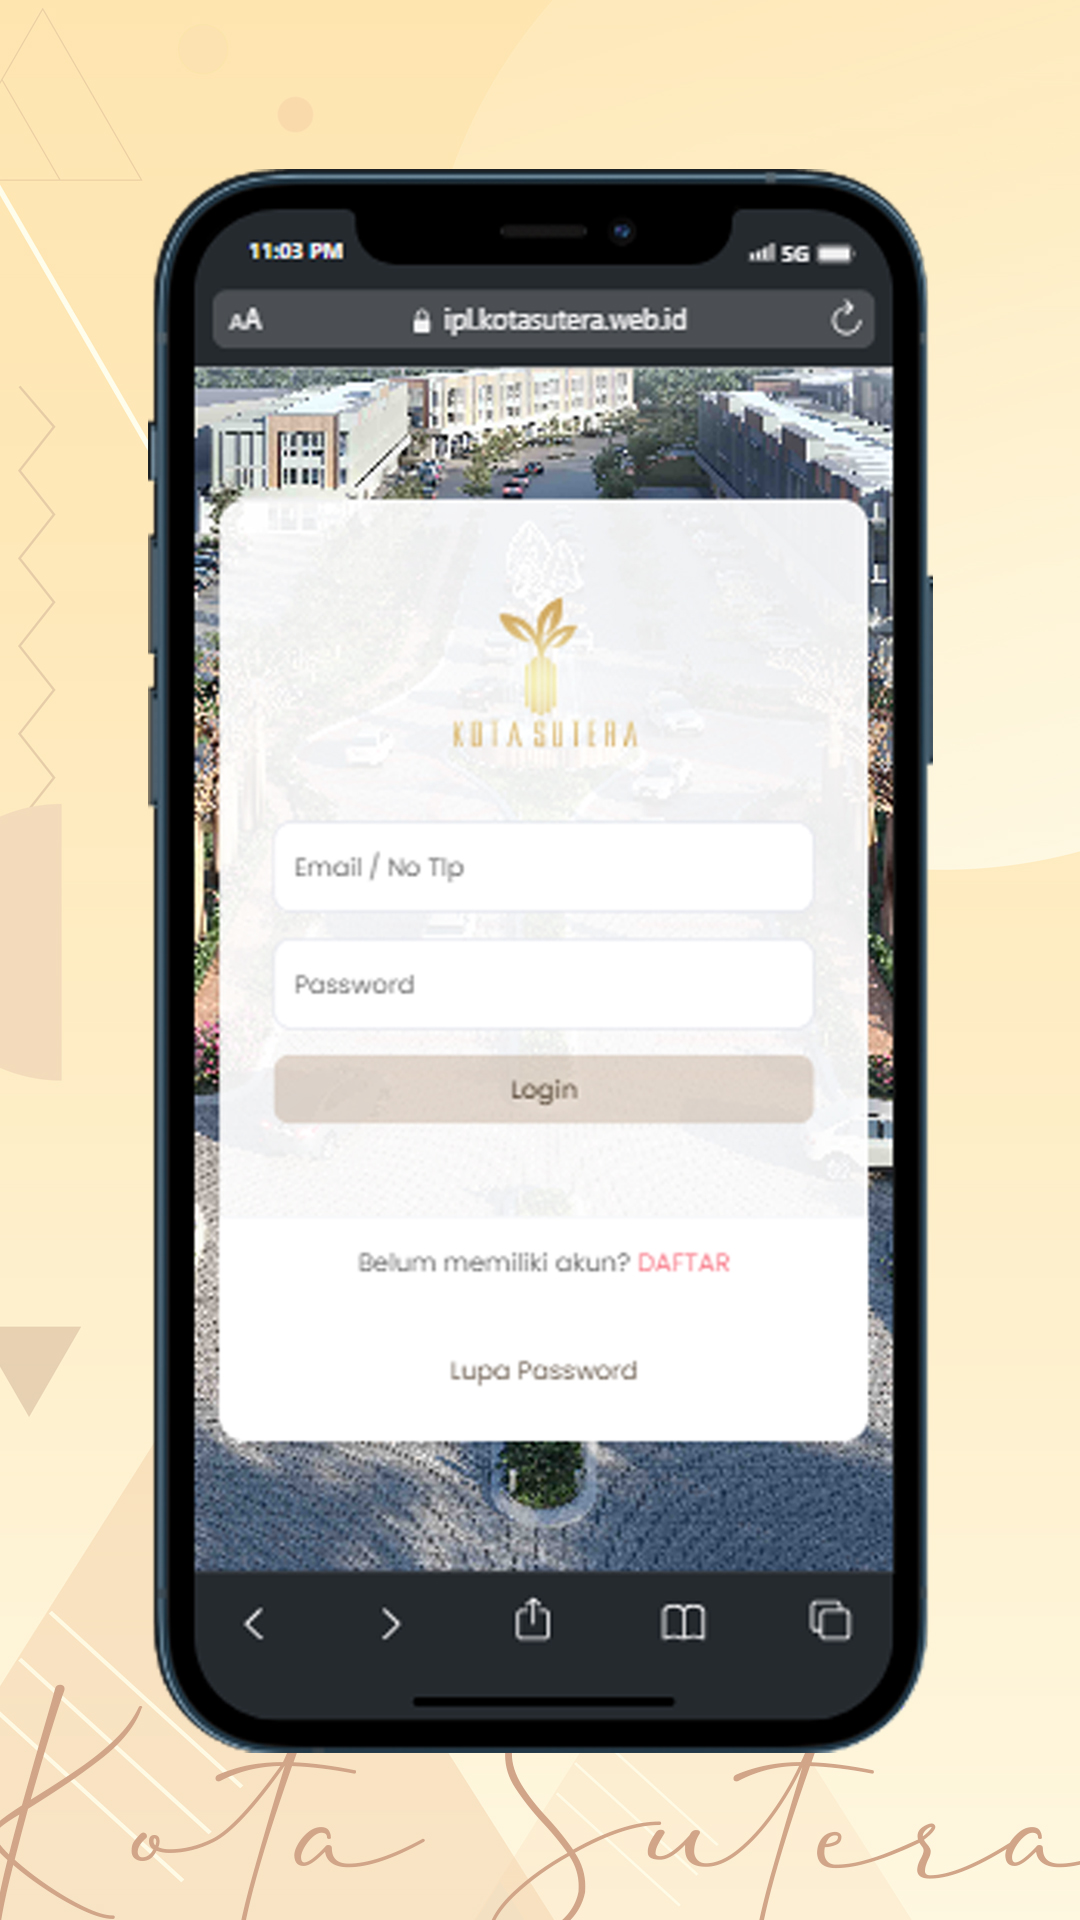 11:03 PM
5G
AA
ipl.kotasutera.web.id
KOTA SUTERA
Email / No Tlp
Password
Login
Belum memiliki akun? DAFTAR
Lupa Password
Kota Sutera